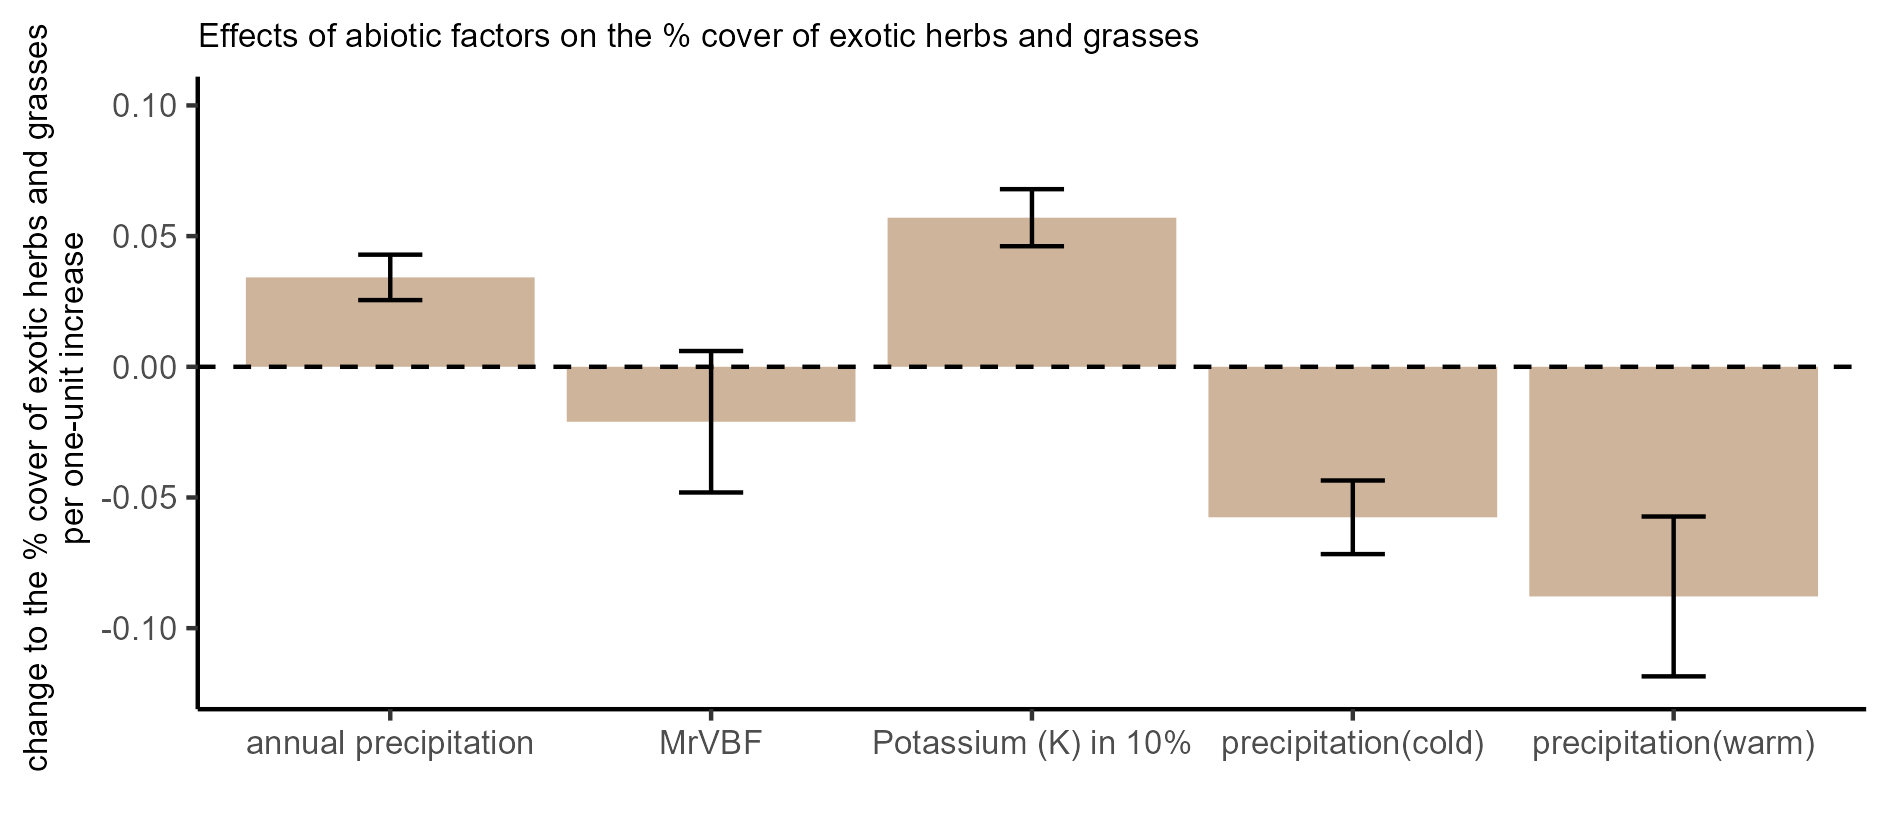 Effects of abiotic factors on the % cover of exotic herbs and grasses
change to the % cover of exotic herbs and grasses
per one-unit increase
0.10
0.05
0.00
-0.05
-0.10
annual precipitation
MrVBF
Potassium (K) in 10%
precipitation(cold)
precipitation(warm)